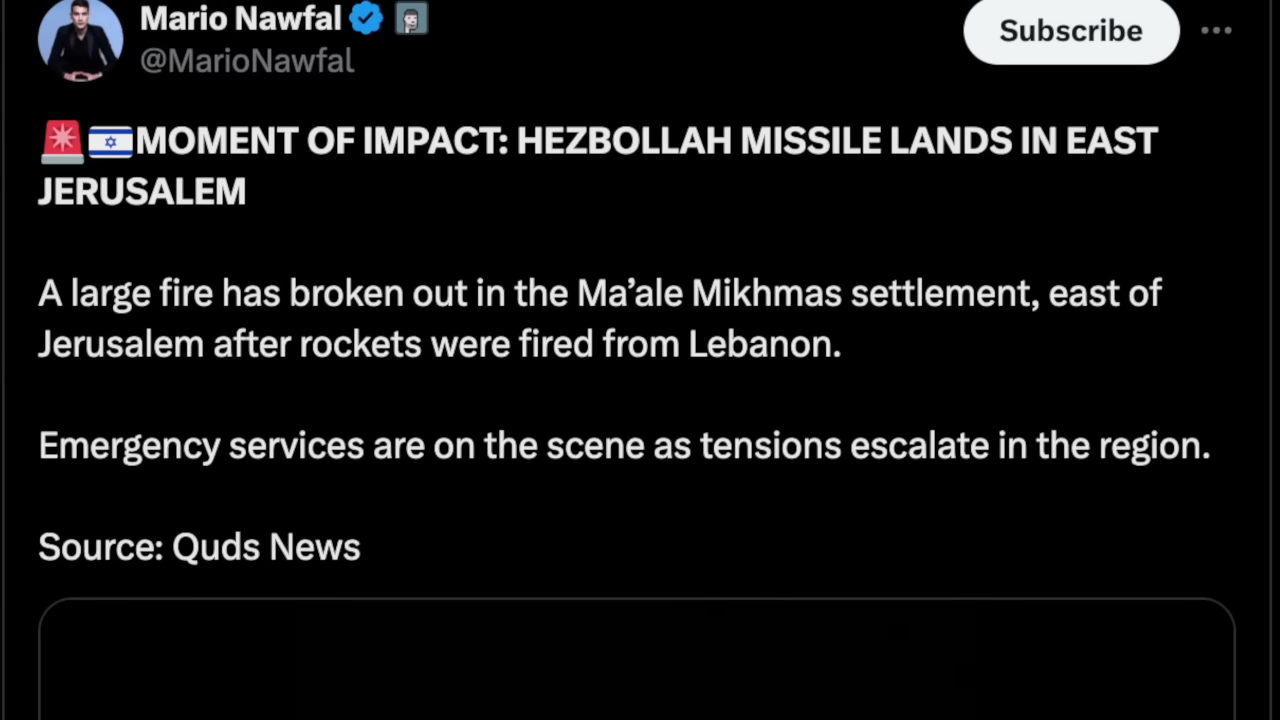 Mario Nawfal
Subscribe
@MarioNawfal
🚨🇮🇱MOMENT OF IMPACT: HEZBOLLAH MISSILE LANDS IN EAST
JERUSALEM
A large fire has broken out in the Ma’ale Mikhmas settlement, east of
Jerusalem after rockets were fired from Lebanon.
Emergency services are on the scene as tensions escalate in the region.
Source: Quds News